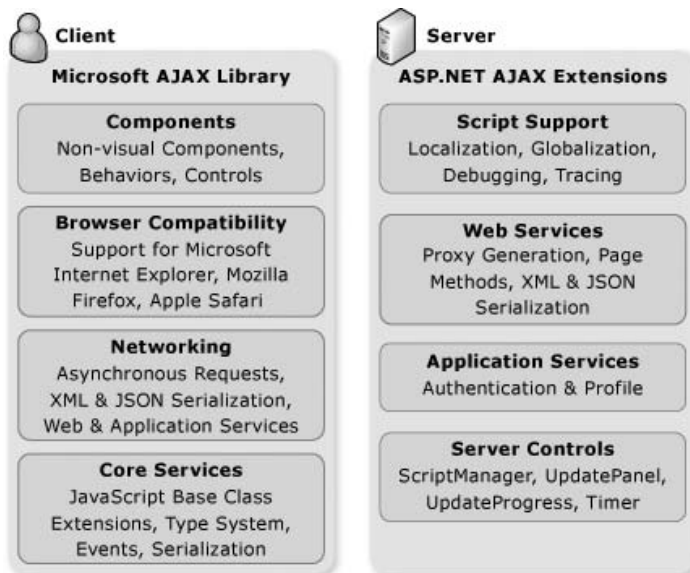 Client
Microsoft AJAX Library
Components
Non-visual Components,
Behaviors, Controls
Browser Compatibility
Support for Microsoft
Internet Explorer, Mozilla
Firefox, Apple Safari
Networking
Asynchronous Requests,
XML & JSON Serialization,
Web & Application Services
Core Services
JavaScript Base Class
Extensions, Type System,
Events, Serialization
Server
ASP.NET AJAX Extensions
Script Support
Localization, Globalization,
Debugging, Tracing
Web Services
Proxy Generation, Page
Methods, XML & JSON
Serialization
Application Services
Authentication & Profile
Server Controls
ScriptManager, UpdatePanel,
UpdateProgress, Timer